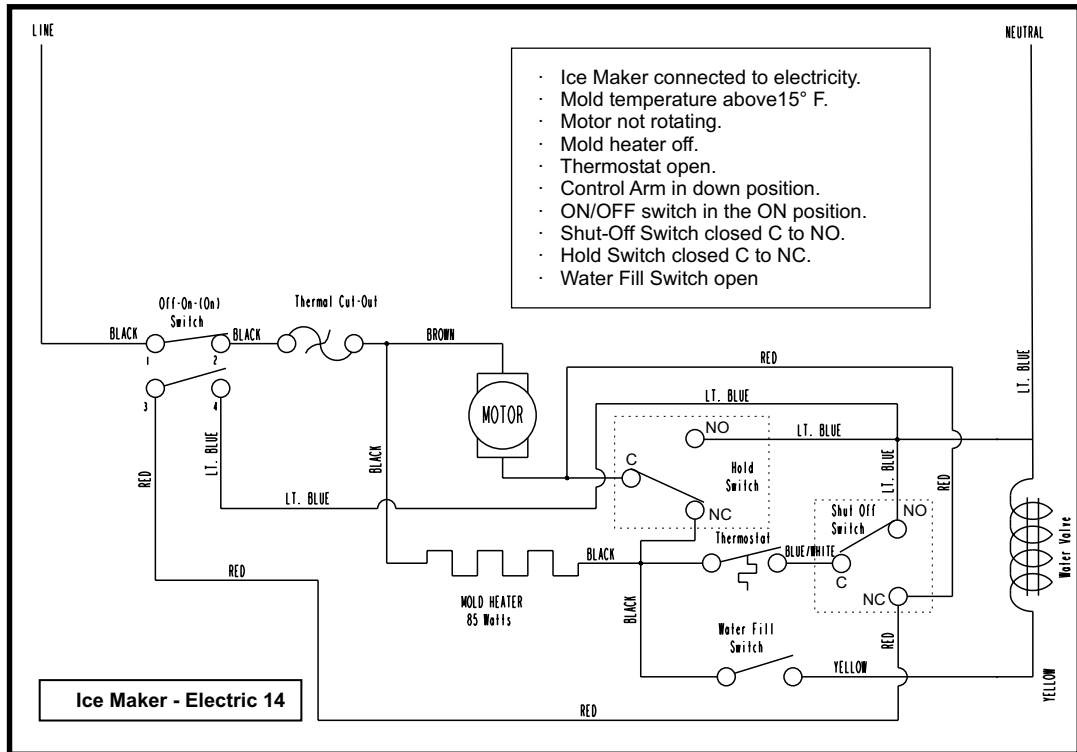 LINE
NEUTRAL
· Ice Maker connected to electricity.
· Mold temperature above15° F.
· Motor not rotating.
· Mold heater off.
· Thermostat open.
· Control Arm in down position.
· ON/OFF switch in the ON position.
· Shut-Off Switch closed C to NO.
· Hold Switch closed C to NC.
· Water Fill Switch open
Off-On-(On)
Switch
Thermal Cut-Out
BLACK
BLACK
BROWN
RED
1
2
3
4
LT. BLUE
MOTOR
LT. BLUE
NO
LT. BLUE
C
Hold
Switch
NC
LT. BLUE
RED
RED
LT. BLUE
BLACK
LT. BLUE
Shut Off
Switch
NO
Thermostat
BLUE/WHITE
C
NC
BLACK
RED
MOLD HEATER
85 Watts
BLACK
Water Fill
Switch
RED
Water Valve
YELLOW
YELLOW
Ice Maker - Electric 14
RED